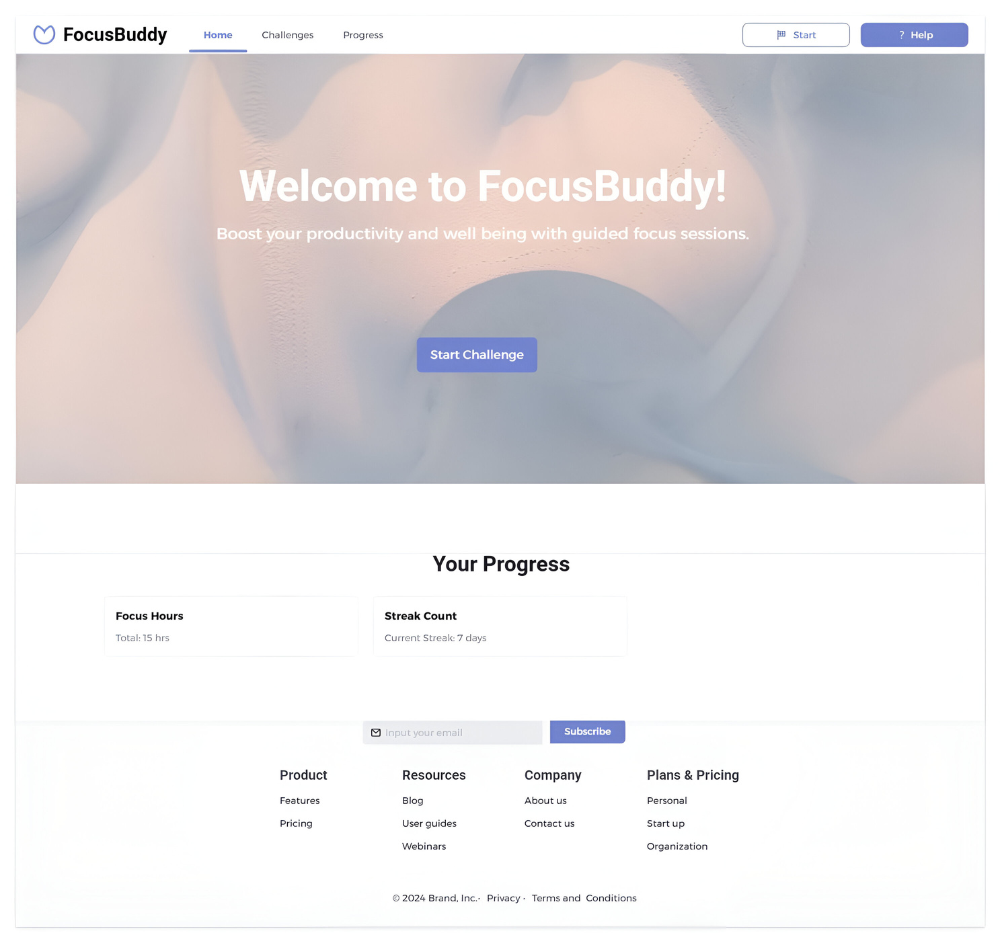 FocusBuddy Home Challenges Progress Start ? Help
Welcome to FocusBuddy!
Boost your productivity and well being with guided focus sessions.
Start Challenge
Your Progress
Focus Hours
Total: 15 hrs
Streak Count
Current Streak: 7 days
Input your email
Subscribe
Product
Features
Pricing
Resources
Blog
User guides
Webinars
Company
About us
Contact us
Plans & Pricing
Personal
Start up
Organization
© 2024 Brand, Inc.· Privacy · Terms and Conditions